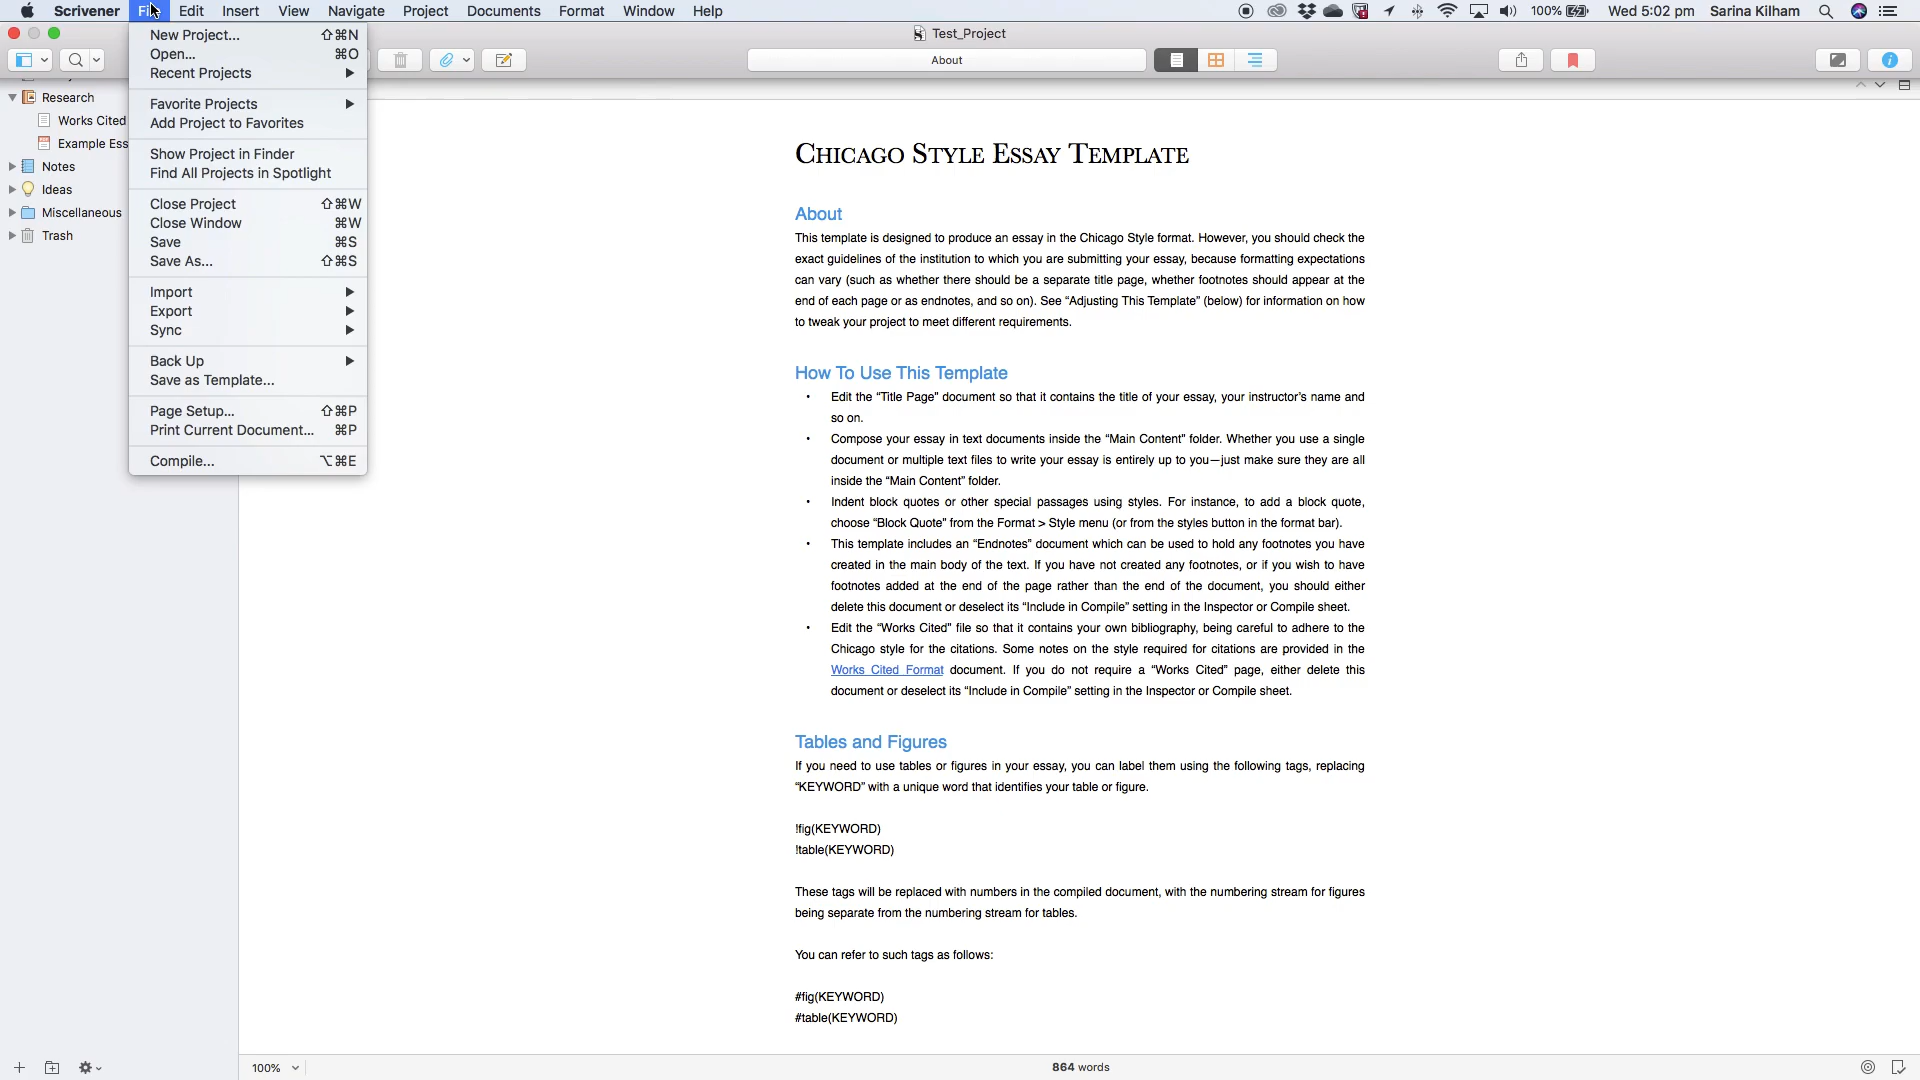 Scrivener File Edit Insert View Navigate Project Documents Format Window Help 100% Wed 5:02 pm Sarina Kilham
Test_Project
About
New Project... ⇧⌘N
Open... ⌘O
Recent Projects
Favorite Projects
Add Project to Favorites
Show Project in Finder
Find All Projects in Spotlight
Close Project ⇧⌘W
Close Window ⌘W
Save ⌘S
Save As... ⇧⌘S
Import
Export
Sync
Back Up
Save as Template...
Page Setup... ⇧⌘P
Print Current Document... ⌘P
Compile... ⌥⌘E
Research
Works Cited
Example Ess
Notes
Ideas
Miscellaneous
Trash
Chicago Style Essay Template
About
This template is designed to produce an essay in the Chicago Style format. However, you should check the
exact guidelines of the institution to which you are submitting your essay, because formatting expectations
can vary (such as whether there should be a separate title page, whether footnotes should appear at the
end of each page or as endnotes, and so on). See “Adjusting This Template” (below) for information on how
to tweak your project to meet different requirements.
How To Use This Template
• Edit the “Title Page” document so that it contains the title of your essay, your instructor’s name and
so on.
• Compose your essay in text documents inside the “Main Content” folder. Whether you use a single
document or multiple text files to write your essay is entirely up to you—just make sure they are all
inside the “Main Content” folder.
• Indent block quotes or other special passages using styles. For instance, to add a block quote,
choose “Block Quote” from the Format > Style menu (or from the styles button in the format bar).
• This template includes an “Endnotes” document which can be used to hold any footnotes you have
created in the main body of the text. If you have not created any footnotes, or if you wish to have
footnotes added at the end of the page rather than the end of the document, you should either
delete this document or deselect its “Include in Compile” setting in the Inspector or Compile sheet.
• Edit the “Works Cited” file so that it contains your own bibliography, being careful to adhere to the
Chicago style for the citations. Some notes on the style required for citations are provided in the
Works Cited Format document. If you do not require a “Works Cited” page, either delete this
document or deselect its “Include in Compile” setting in the Inspector or Compile sheet.
Tables and Figures
If you need to use tables or figures in your essay, you can label them using the following tags, replacing
“KEYWORD” with a unique word that identifies your table or figure.
!fig(KEYWORD)
!table(KEYWORD)
These tags will be replaced with numbers in the compiled document, with the numbering stream for figures
being separate from the numbering stream for tables.
You can refer to such tags as follows:
#fig(KEYWORD)
#table(KEYWORD)
100%
864 words